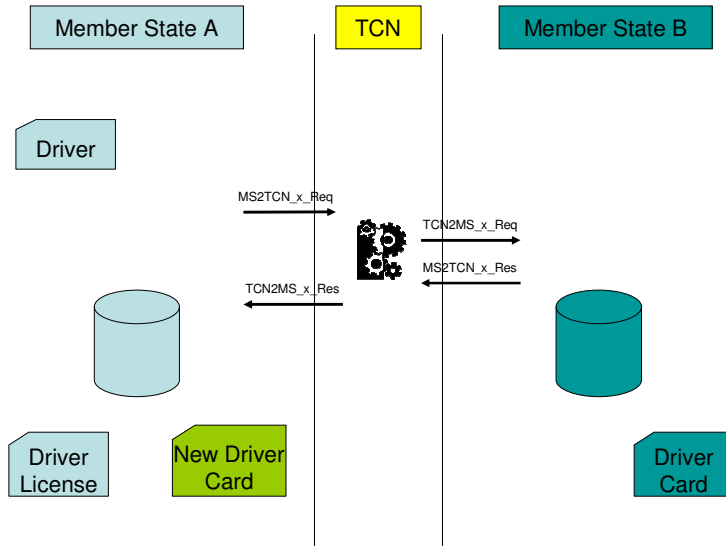 Member State A
TCN
Member State B
Driver
MS2TCN_x_Req
TCN2MS_x_Req
MS2TCN_x_Res
TCN2MS_x_Res
Driver
License
New Driver
Card
Driver
Card